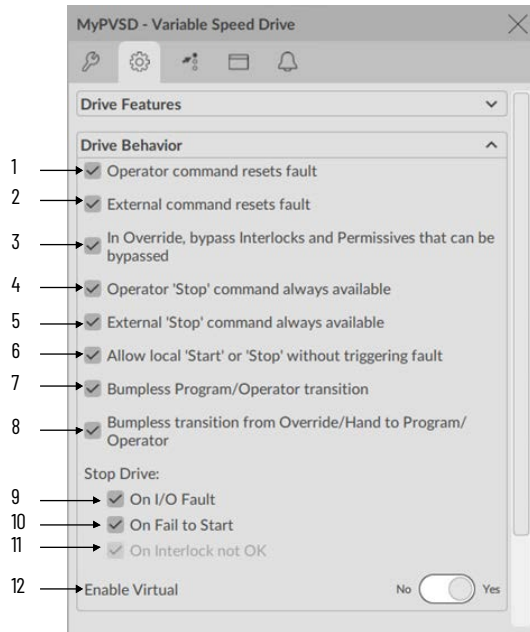 MyPVSD - Variable Speed Drive
Drive Features
Drive Behavior
1 Operator command resets fault
2 External command resets fault
3 In Override, bypass Interlocks and Permissives that can be
bypassed
4 Operator 'Stop' command always available
5 External 'Stop' command always available
6 Allow local 'Start' or 'Stop' without triggering fault
7 Bumpless Program/Operator transition
8 Bumpless transition from Override/Hand to Program/
Operator
Stop Drive:
9 On I/O Fault
10 On Fail to Start
11 On Interlock not OK
12 Enable Virtual No Yes